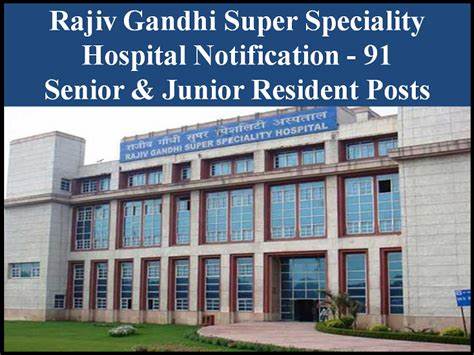 Rajiv Gandhi Super Speciality
Hospital Notification - 91
Senior & Junior Resident Posts
राजीव गाँधी सुपर स्पेशलिटी अस्पताल
RAJIV GANDHI SUPER SPECIALITY HOSPITAL